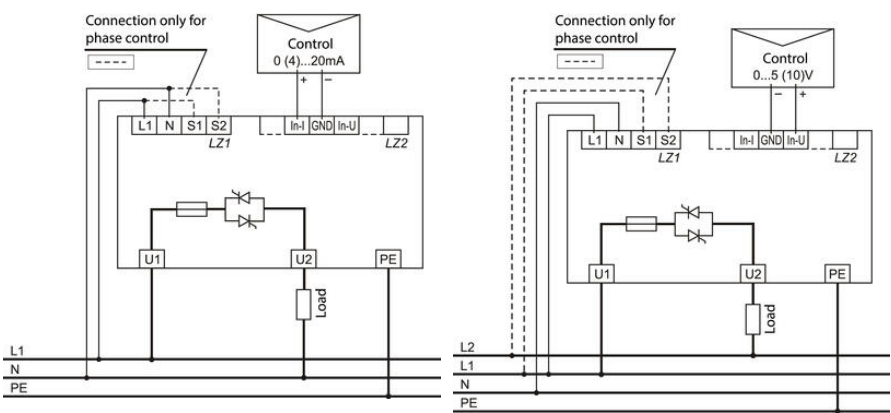 Connection only for
phase control
Control
0 (4)...20mA
+ −
L1 N S1 S2 In-I GND In-U
LZ1 LZ2
U1 U2 PE
Load
L1
N
PE
Connection only for
phase control
Control
0...5 (10)V
− +
L1 N S1 S2 In-I GND In-U
LZ1 LZ2
U1 U2 PE
Load
L2
L1
N
PE